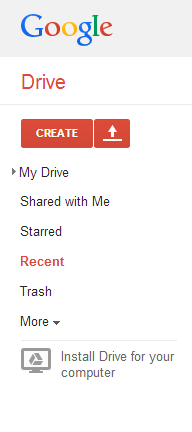 Google
Drive
CREATE
My Drive
Shared with Me
Starred
Recent
Trash
More
Install Drive for your
computer